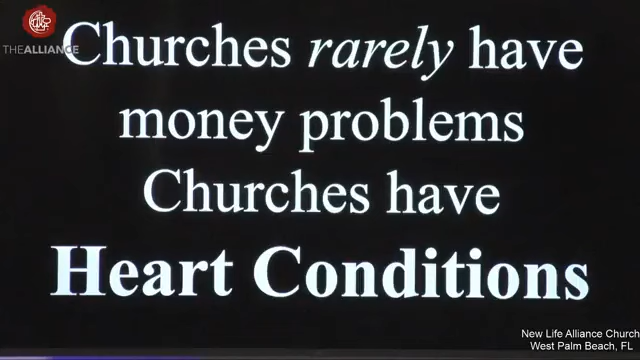 THEALLIANCE
Churches rarely have
money problems
Churches have
Heart Conditions
New Life Alliance Church
West Palm Beach, FL